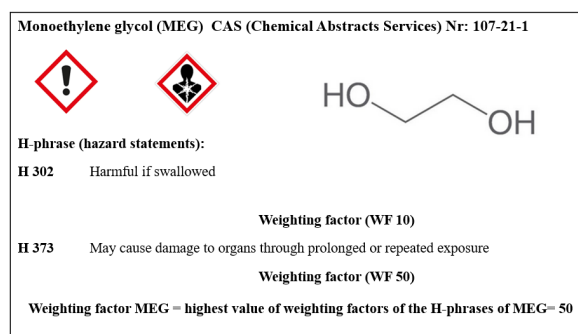 Monoethylene glycol (MEG) CAS (Chemical Abstracts Services) Nr: 107-21-1
HO
OH
H-phrase (hazard statements):
H 302 Harmful if swallowed
Weighting factor (WF 10)
H 373 May cause damage to organs through prolonged or repeated exposure
Weighting factor (WF 50)
Weighting factor MEG = highest value of weighting factors of the H-phrases of MEG= 50